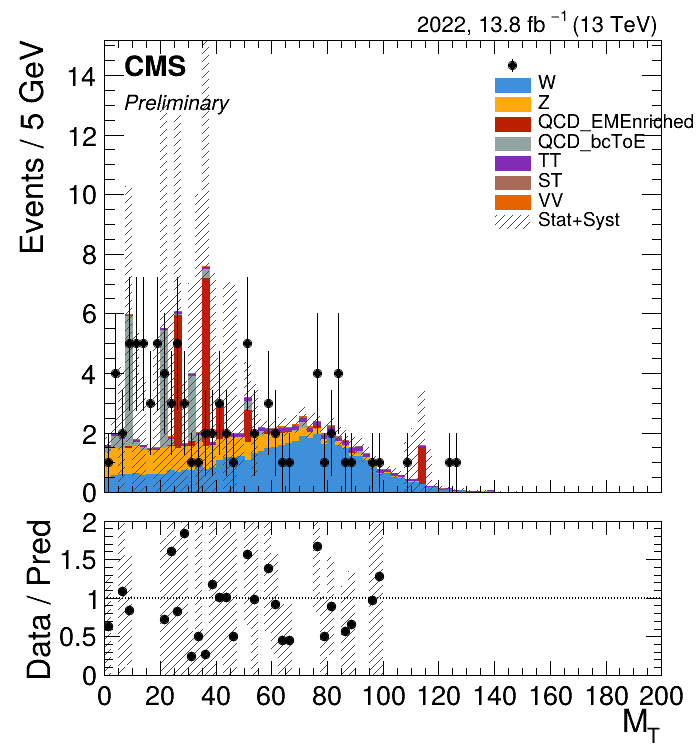 2022, 13.8 fb⁻¹ (13 TeV)
CMS
Preliminary
W
Z
QCD_EMEnriched
QCD_bcToE
TT
ST
VV
Stat+Syst
Events / 5 GeV
14
12
10
8
6
4
2
0
Data / Pred
2
1.5
1
0.5
0
0 20 40 60 80 100 120 140 160 180 200
M_T